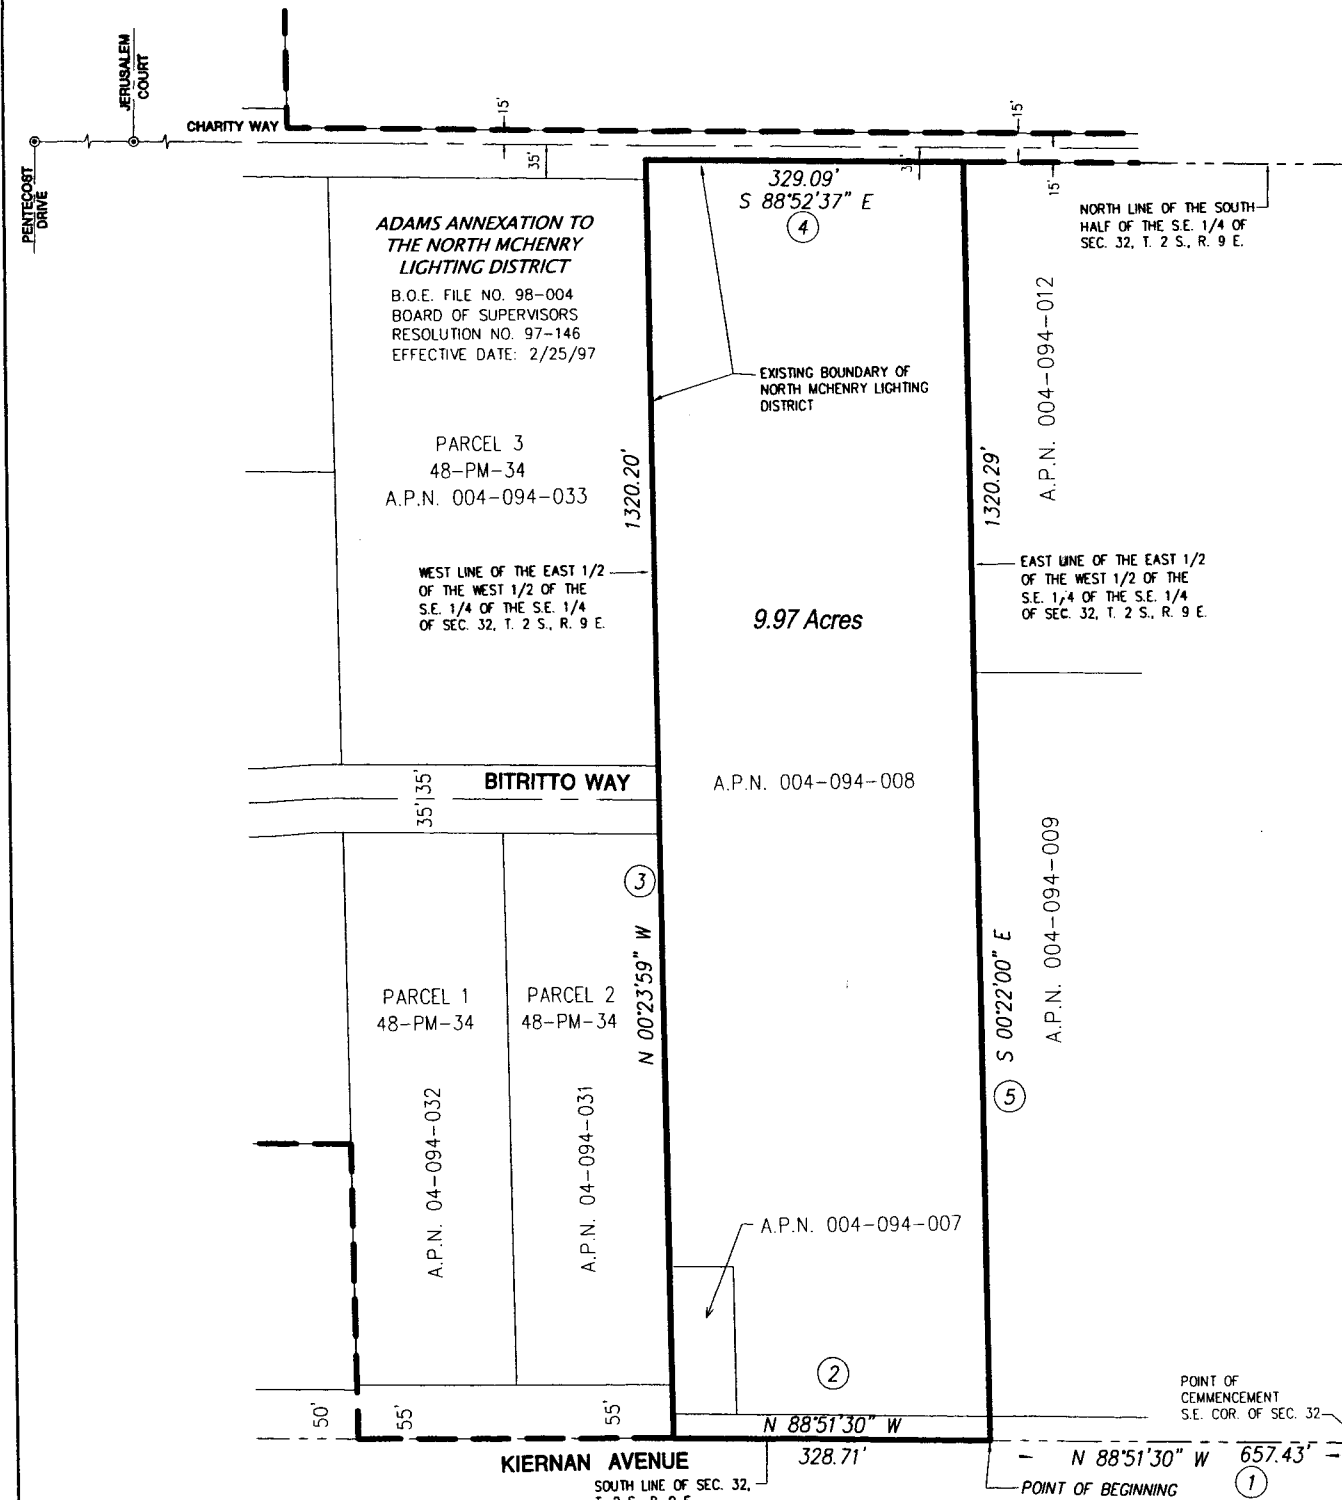 JERUSALEM
COURT
CHARITY WAY
PENTECOST
DRIVE
15'
35'
15'
15'
329.09'
S 88°52'37" E
4
NORTH LINE OF THE SOUTH
HALF OF THE S.E. 1/4 OF
SEC. 32, T. 2 S., R. 9 E.
ADAMS ANNEXATION TO
THE NORTH MCHENRY
LIGHTING DISTRICT
B.O.E. FILE NO. 98-004
BOARD OF SUPERVISORS
RESOLUTION NO. 97-146
EFFECTIVE DATE: 2/25/97
EXISTING BOUNDARY OF
NORTH MCHENRY LIGHTING
DISTRICT
A.P.N. 004-094-012
PARCEL 3
48-PM-34
A.P.N. 004-094-033
1320.20'
1320.29'
WEST LINE OF THE EAST 1/2
OF THE WEST 1/2 OF THE
S.E. 1/4 OF THE S.E. 1/4
OF SEC. 32, T. 2 S., R. 9 E.
EAST LINE OF THE EAST 1/2
OF THE WEST 1/2 OF THE
S.E. 1/4 OF THE S.E. 1/4
OF SEC. 32, T. 2 S., R. 9 E.
9.97 Acres
BITRITTO WAY
35' 35'
A.P.N. 004-094-008
3
N 00°23'59" W
S 00°22'00" E
5
A.P.N. 004-094-009
PARCEL 1
48-PM-34
PARCEL 2
48-PM-34
A.P.N. 04-094-032
A.P.N. 04-094-031
A.P.N. 004-094-007
2
N 88°51'30" W
328.71'
50'
55'
55'
KIERNAN AVENUE
SOUTH LINE OF SEC. 32,
POINT OF
CEMMENCEMENT
S.E. COR. OF SEC. 32
N 88°51'30" W 657.43'
1
POINT OF BEGINNING